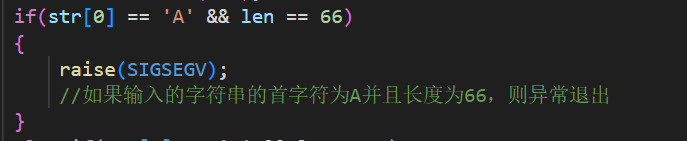 if(str[0] == 'A' && len == 66)
{
raise(SIGSEGV);
//如果输入的字符串的首字符为A并且长度为66，则异常退出
}